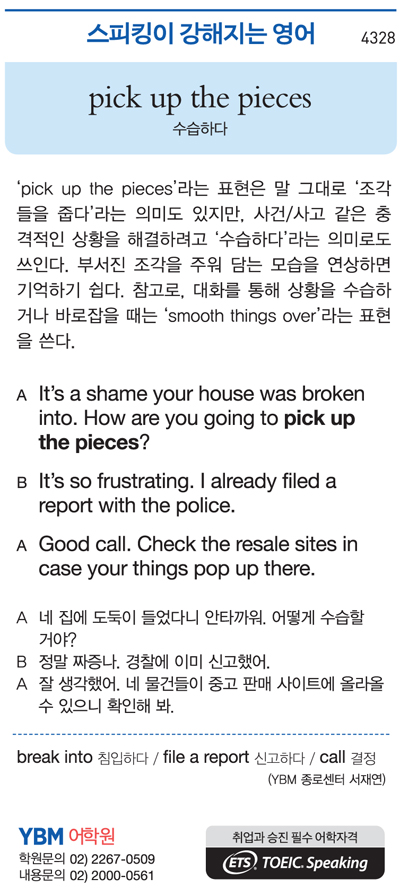 스피킹이 강해지는 영어
4328
pick up the pieces
수습하다
‘pick up the pieces’라는 표현은 말 그대로 ‘조각
들을 줍다’라는 의미도 있지만, 사건/사고 같은 충
격적인 상황을 해결하려고 ‘수습하다’라는 의미로도
쓰인다. 부서진 조각을 주워 담는 모습을 연상하면
기억하기 쉽다. 참고로, 대화를 통해 상황을 수습하
거나 바로잡을 때는 ‘smooth things over’라는 표현
을 쓴다.
A It’s a shame your house was broken
into. How are you going to pick up
the pieces?
B It’s so frustrating. I already filed a
report with the police.
A Good call. Check the resale sites in
case your things pop up there.
A 네 집에 도둑이 들었다니 안타까워. 어떻게 수습할
거야?
B 정말 짜증나. 경찰에 이미 신고했어.
A 잘 생각했어. 네 물건들이 중고 판매 사이트에 올라올
수 있으니 확인해 봐.
break into 침입하다 / file a report 신고하다 / call 결정
(YBM 종로센터 서재연)
YBM 어학원
학원문의 02) 2267-0509
내용문의 02) 2000-0561
취업과 승진 필수 어학자격
ETS TOEIC Speaking